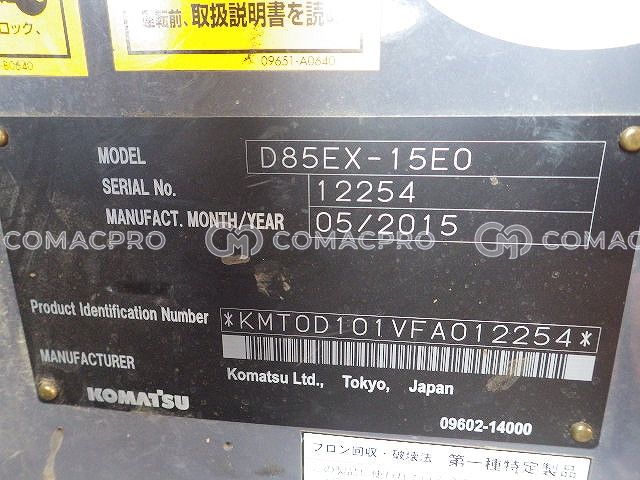 ロック、
運転前、取扱説明書を読め
09651-A0640
MODEL D85EX-15E0
SERIAL No. 12254
MANUFACT. MONTH/YEAR 05/2015
COMACPRO COMACPRO COMACPRO
Product Identification Number *KMT0D101VFA012254*
MANUFACTURER
Komatsu Ltd., Tokyo, Japan
KOMATSU
09602-14000
フロン回収・破壊法 第一種特定製品